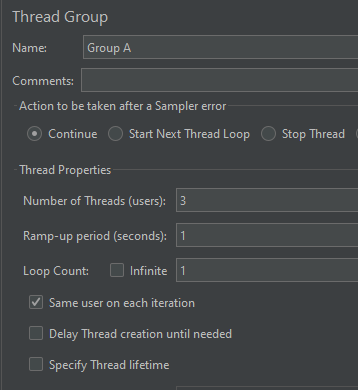 Thread Group
Name: Group A
Comments:
Action to be taken after a Sampler error
Continue Start Next Thread Loop Stop Thread
Thread Properties
Number of Threads (users): 3
Ramp-up period (seconds): 1
Loop Count: Infinite 1
Same user on each iteration
Delay Thread creation until needed
Specify Thread lifetime